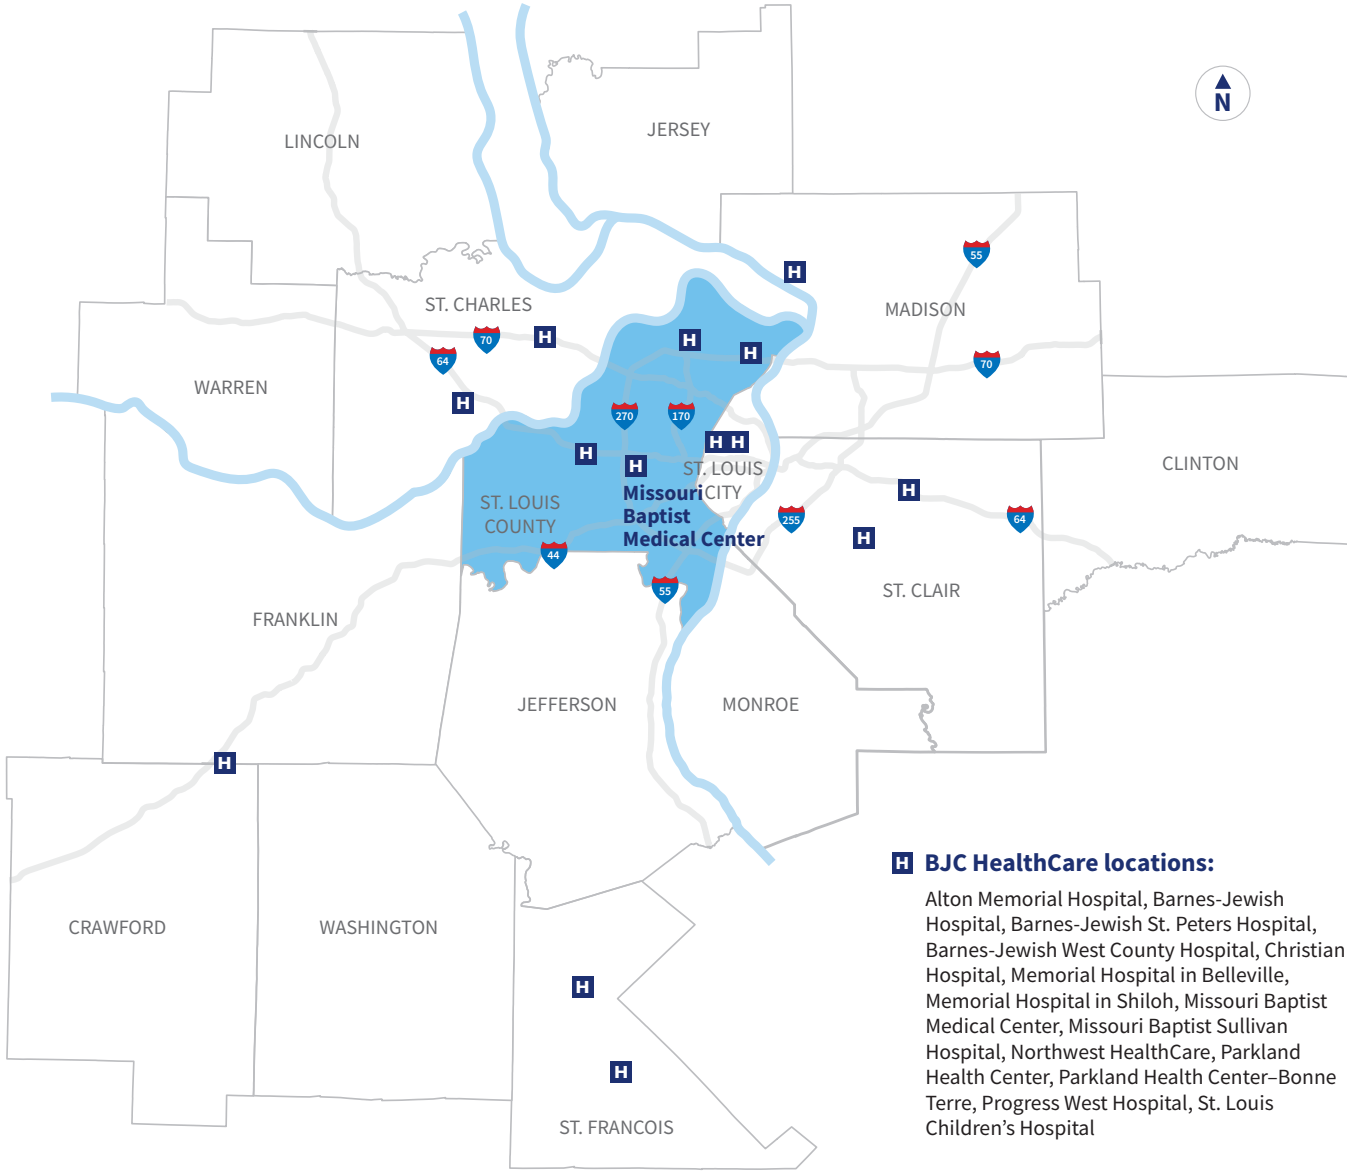 N
JERSEY
LINCOLN
55
H
ST. CHARLES
MADISON
70
H
H
H
64
70
WARREN
H
270
170
H H
H
H
ST. LOUIS
CITY
CLINTON
Missouri
Baptist
Medical Center
ST. LOUIS
COUNTY
H
255
64
H
44
55
ST. CLAIR
FRANKLIN
JEFFERSON
MONROE
H
H BJC HealthCare locations:
Alton Memorial Hospital, Barnes-Jewish
Hospital, Barnes-Jewish St. Peters Hospital,
Barnes-Jewish West County Hospital, Christian
Hospital, Memorial Hospital in Belleville,
Memorial Hospital in Shiloh, Missouri Baptist
Medical Center, Missouri Baptist Sullivan
Hospital, Northwest HealthCare, Parkland
Health Center, Parkland Health Center–Bonne
Terre, Progress West Hospital, St. Louis
Children’s Hospital
CRAWFORD
WASHINGTON
H
H
ST. FRANCOIS